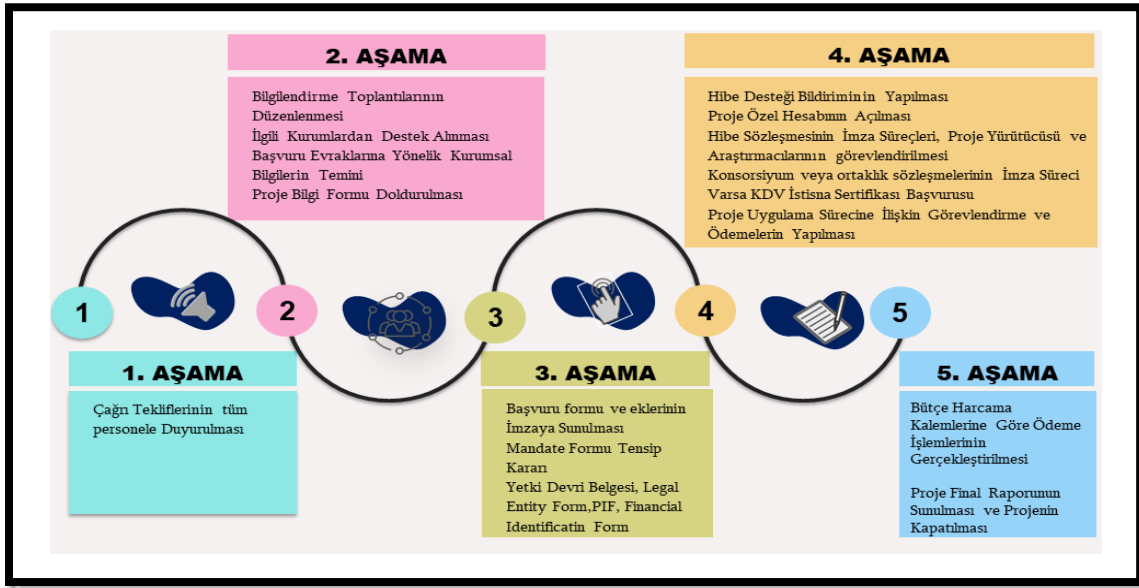 2. AŞAMA
Bilgilendirme Toplantılarının
Düzenlenmesi
İlgili Kurumlardan Destek Alınması
Başvuru Evraklarına Yönelik Kurumsal
Bilgilerin Temini
Proje Bilgi Formu Doldurulması
4. AŞAMA
Hibe Desteği Bildiriminin Yapılması
Proje Özel Hesabının Açılması
Hibe Sözleşmesinin İmza Süreçleri, Proje Yürütücüsü ve
Araştırmacılarının görevlendirilmesi
Konsorsiyum veya ortaklık sözleşmelerinin İmza Süreci
Varsa KDV İstisna Sertifikası Başvurusu
Proje Uygulama Sürecine İlişkin Görevlendirme ve
Ödemelerin Yapılması
1
2
3
4
5
1. AŞAMA
Çağrı Tekliflerinin tüm
personele Duyurulması
3. AŞAMA
Başvuru formu ve eklerinin
İmzaya Sunulması
Mandate Formu Tensip
Kararı
Yetki Devri Belgesi, Legal
Entity Form,PIF, Financial
Identificatin Form
5. AŞAMA
Bütçe Harcama
Kalemlerine Göre Ödeme
İşlemlerinin
Gerçekleştirilmesi
Proje Final Raporunun
Sunulması ve Projenin
Kapatılması